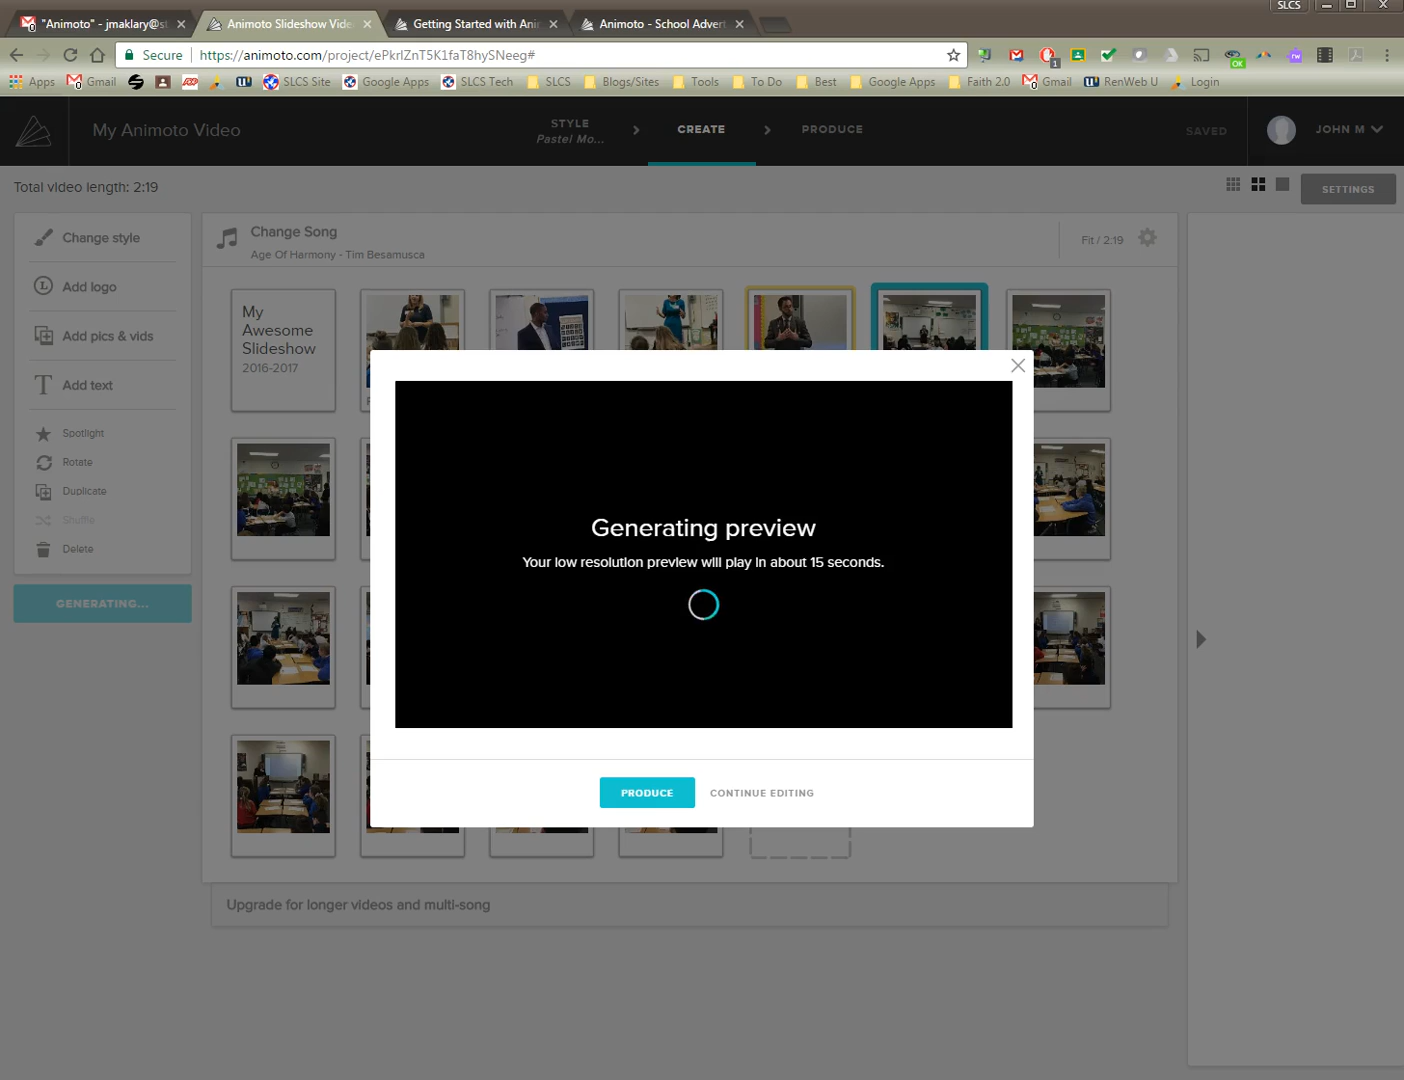 SLCS
"Animoto" - jmaklary@s
Animoto Slideshow Vide
Getting Started with Ani
Animoto - School Advert
Secure
https://animoto.com/project/ePkrIZnT5K1faT8hySNeeg#
1
OK
rw
Apps
Gmail
SLCS Site
Google Apps
SLCS Tech
SLCS
Blogs/Sites
Tools
To Do
Best
Google Apps
Faith 2.0
Gmail
RenWeb U
Login
My Animoto Video
STYLE
Pastel Mo...
CREATE
PRODUCE
SAVED
JOHN M
Total video length: 2:19
SETTINGS
Change style
Add logo
Add pics & vids
Add text
Spotlight
Rotate
Duplicate
Shuffle
Delete
GENERATING...
Change Song
Age Of Harmony - Tim Besamusca
Fit / 2:19
My
Awesome
Slideshow
2016-2017
Generating preview
Your low resolution preview will play in about 15 seconds.
PRODUCE
CONTINUE EDITING
Upgrade for longer videos and multi-song